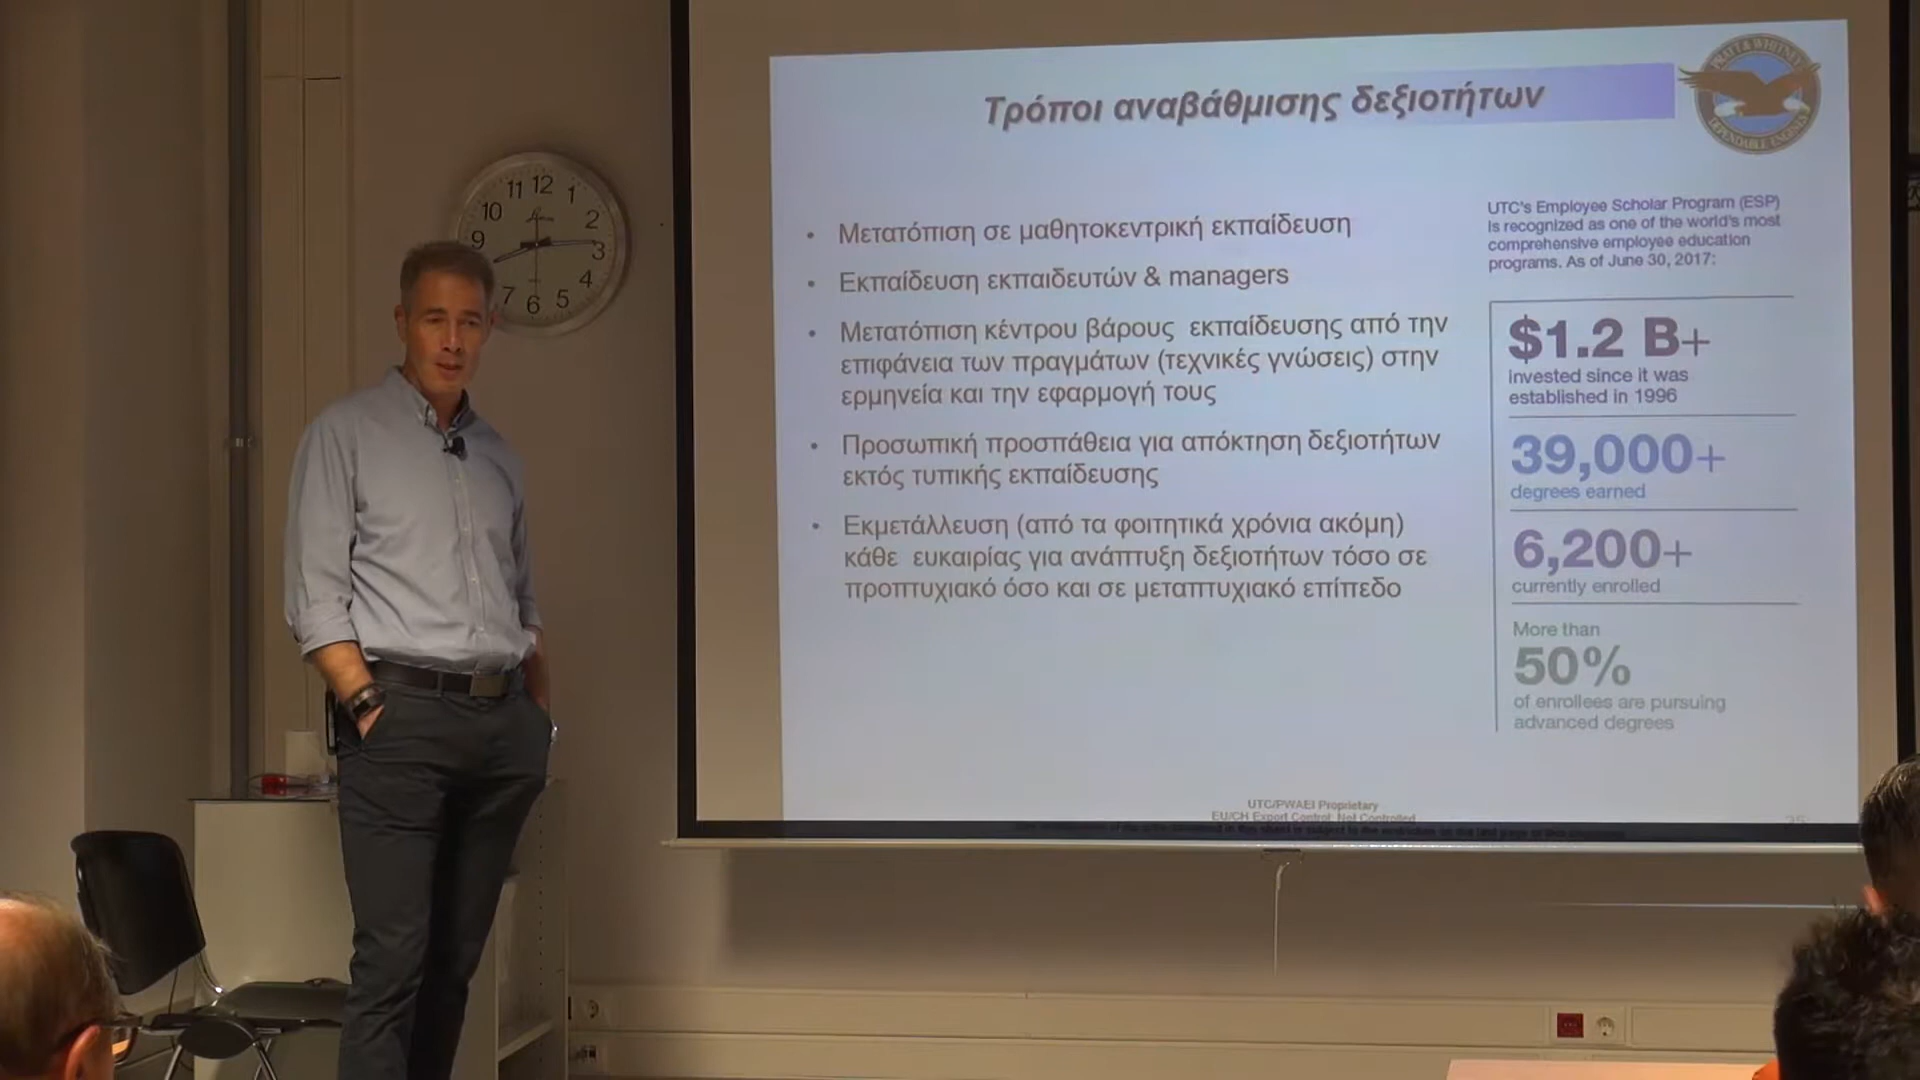 11 12 1
10 2
9 3
4
7 6 5
Τρόποι αναβάθμισης δεξιοτήτων
PRATT & WHITNEY
DEPENDABLE ENGINES
• Μετατόπιση σε μαθητοκεντρική εκπαίδευση
• Εκπαίδευση εκπαιδευτών & managers
• Μετατόπιση κέντρου βάρους εκπαίδευσης από την
επιφάνεια των πραγμάτων (τεχνικές γνώσεις) στην
ερμηνεία και την εφαρμογή τους
• Προσωπική προσπάθεια για απόκτηση δεξιοτήτων
εκτός τυπικής εκπαίδευσης
• Εκμετάλλευση (από τα φοιτητικά χρόνια ακόμη)
κάθε ευκαιρίας για ανάπτυξη δεξιοτήτων τόσο σε
προπτυχιακό όσο και σε μεταπτυχιακό επίπεδο
UTC's Employee Scholar Program (ESP)
is recognized as one of the world's most
comprehensive employee education
programs. As of June 30, 2017:
$1.2 B+
invested since it was
established in 1996
39,000+
degrees earned
6,200+
currently enrolled
More than
50%
of enrollees are pursuing
advanced degrees
UTC/PWAEI Proprietary
EU/CH Export Control: Not Controlled